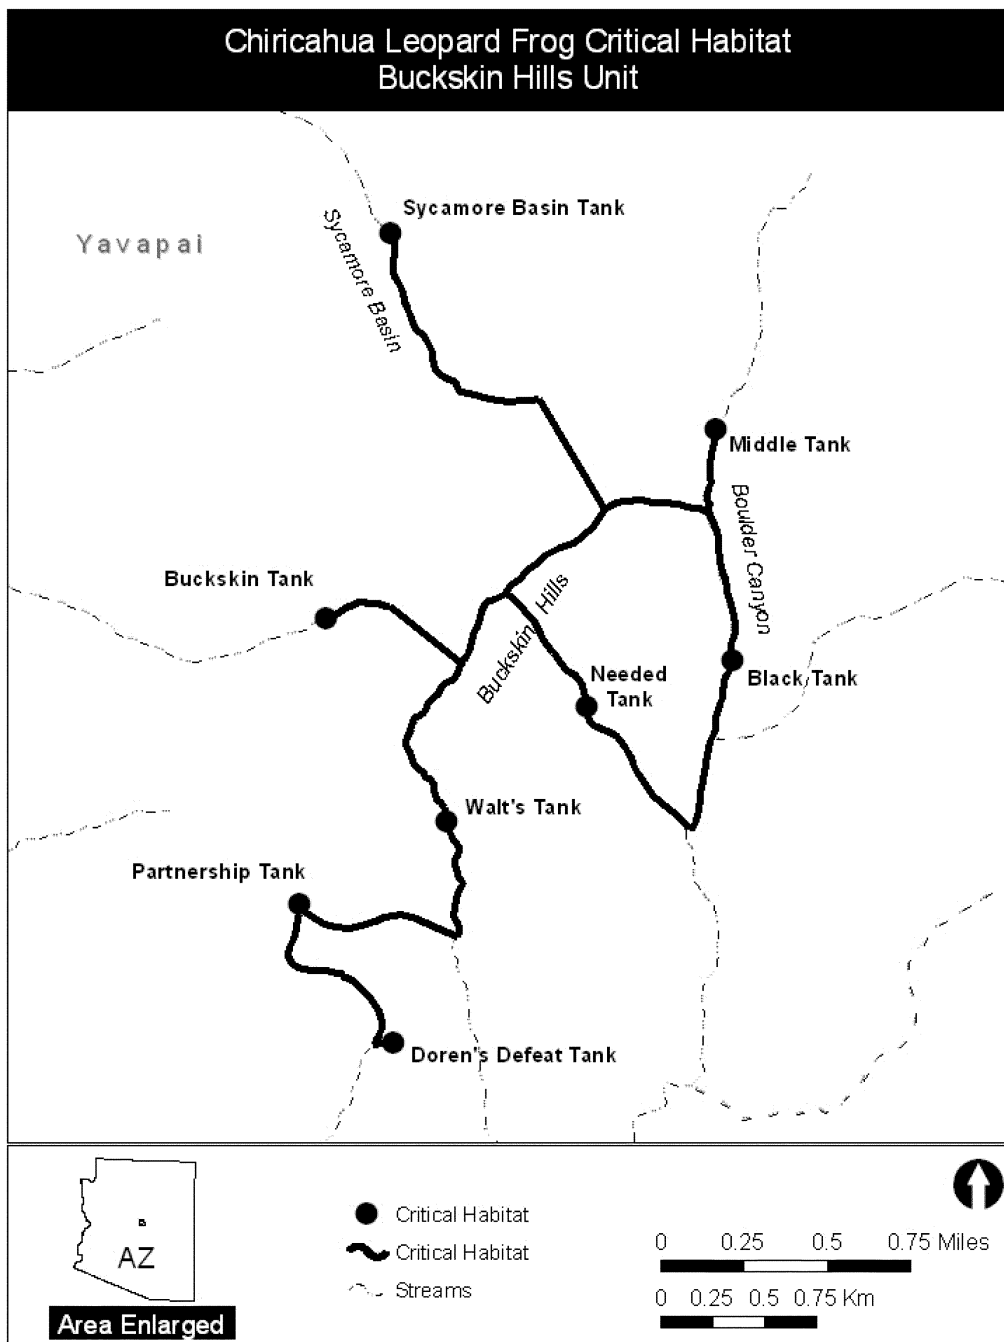 Chiricahua Leopard Frog Critical Habitat
Buckskin Hills Unit
Sycamore Basin Tank
Yavapai
Sycamore Basin
Middle Tank
Boulder Canyon
Buckskin Tank
Buckskin Hills
Needed
Tank
Black Tank
Walt's Tank
Partnership Tank
Doren's Defeat Tank
AZ
Area Enlarged
Critical Habitat
Critical Habitat
Streams
0 0.25 0.5 0.75 Miles
0 0.25 0.5 0.75 Km